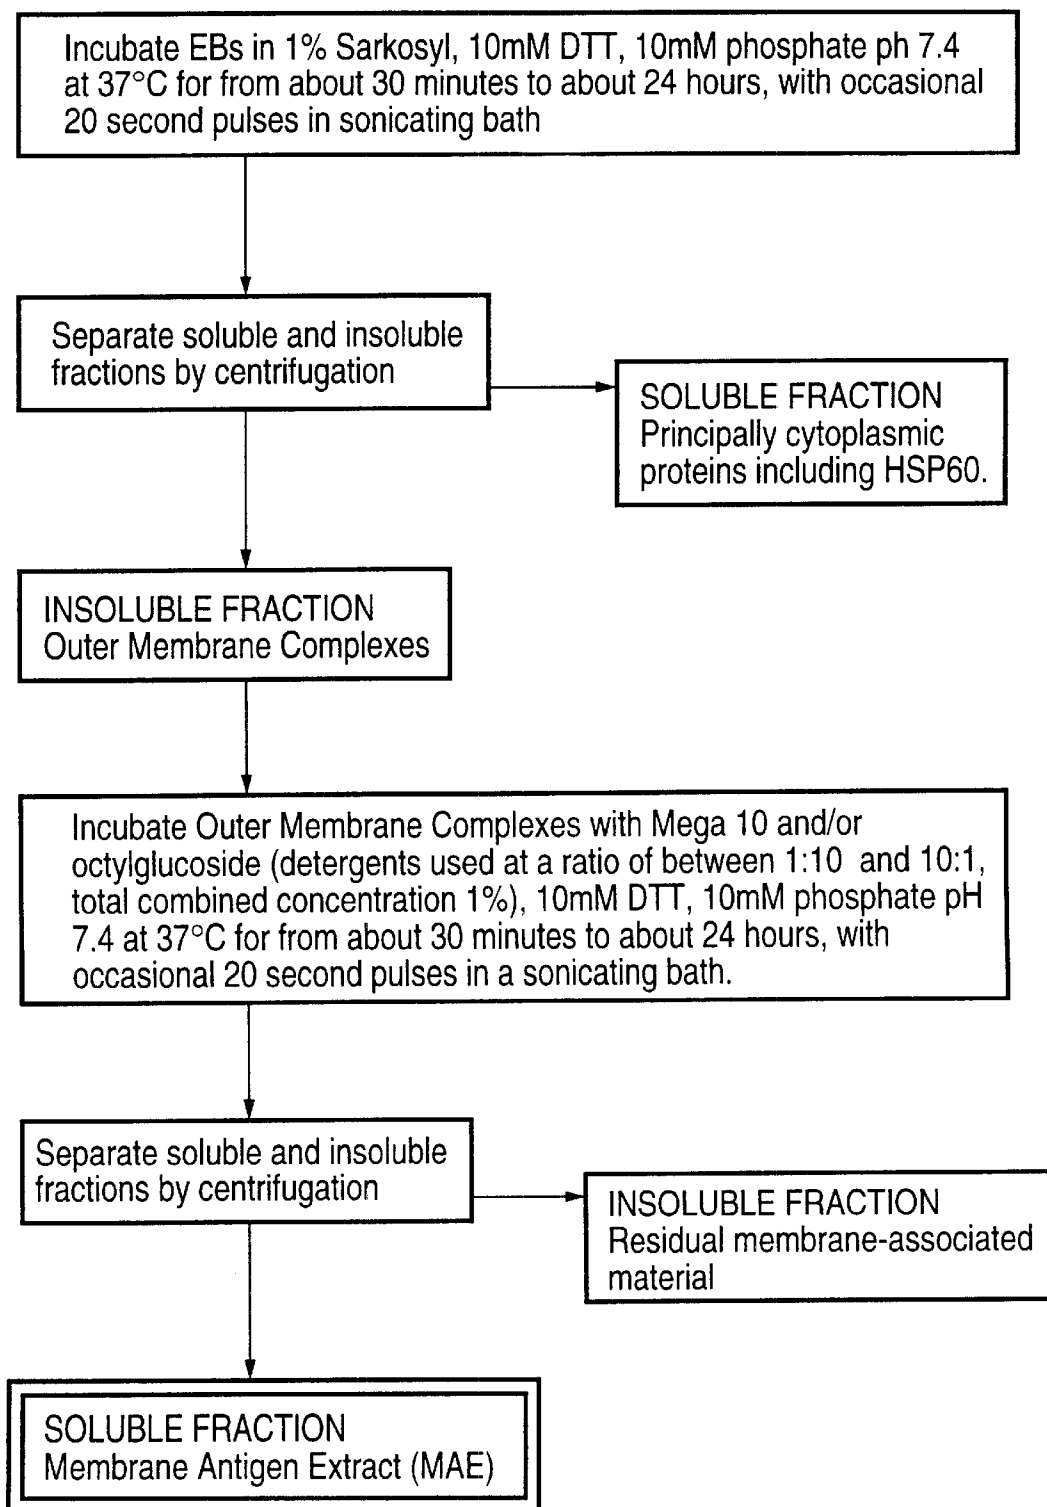 Incubate EBs in 1% Sarkosyl, 10mM DTT, 10mM phosphate ph 7.4
at 37°C for from about 30 minutes to about 24 hours, with occasional
20 second pulses in sonicating bath
Separate soluble and insoluble
fractions by centrifugation
SOLUBLE FRACTION
Principally cytoplasmic
proteins including HSP60.
INSOLUBLE FRACTION
Outer Membrane Complexes
Incubate Outer Membrane Complexes with Mega 10 and/or
octylglucoside (detergents used at a ratio of between 1:10 and 10:1,
total combined concentration 1%), 10mM DTT, 10mM phosphate pH
7.4 at 37°C for from about 30 minutes to about 24 hours, with
occasional 20 second pulses in a sonicating bath.
Separate soluble and insoluble
fractions by centrifugation
INSOLUBLE FRACTION
Residual membrane-associated
material
SOLUBLE FRACTION
Membrane Antigen Extract (MAE)